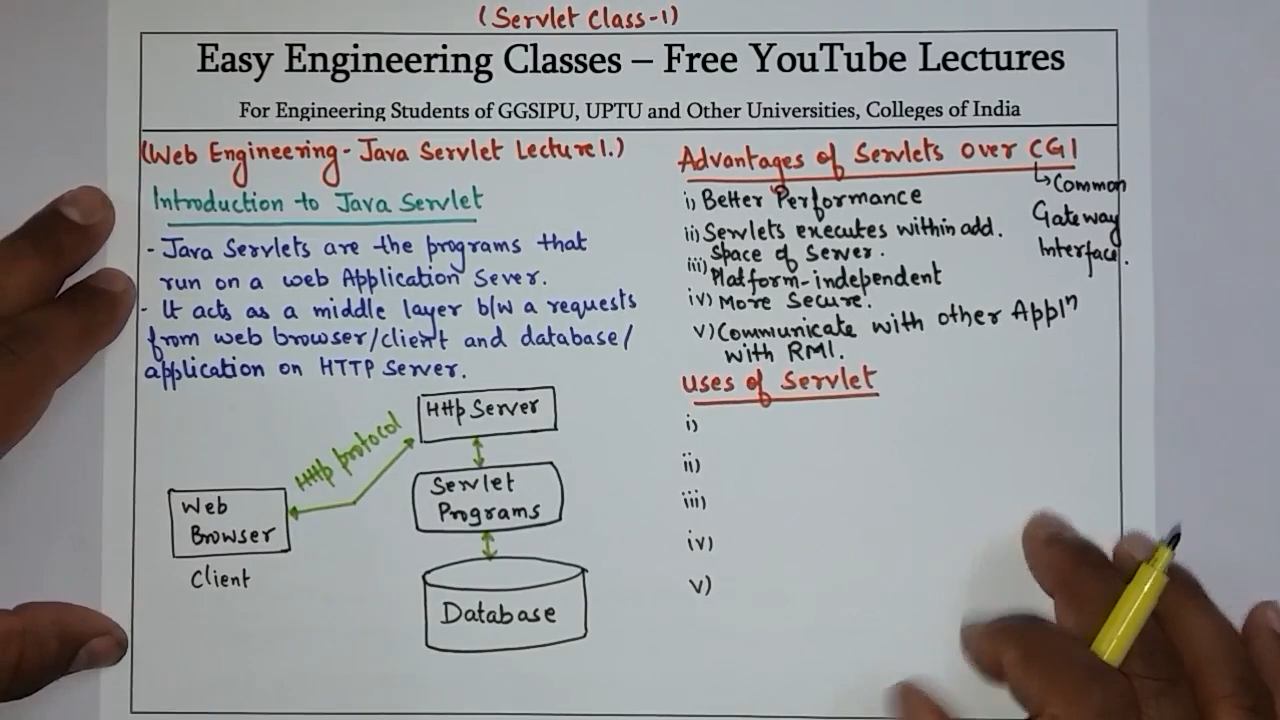 (Servlet Class-1)
Easy Engineering Classes – Free YouTube Lectures
For Engineering Students of GGSIPU, UPTU and Other Universities, Colleges of India
(Web Engineering - Java Servlet Lecture 1.)
Introduction to Java Servlet
- Java Servlets are the programs that
run on a web Application Sever.
- It acts as a middle layer b/w a requests
from web browser/client and database/
application on HTTP Server.
Http Server
Http protocol
Servlet
Programs
Web
Browser
Client
Database
Advantages of Servlets over CGI
↳Common
Gateway
Interface.
i) Better Performance
ii) Servlets executes within add.
Space of Server.
iii) Platform-independent
iv) More Secure.
v) Communicate with other Applⁿ
with RMI.
Uses of Servlet
i)
ii)
iii)
iv)
v)